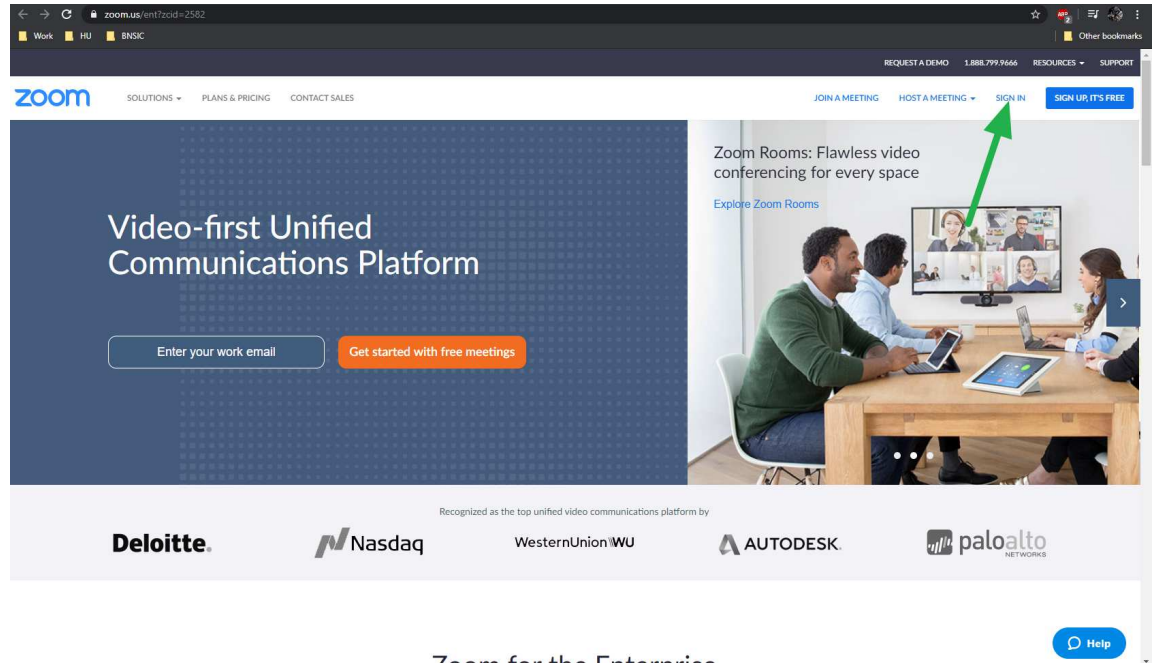 zoom.us/ent?zcid=2582
ABP
2
Work HU BNSIC Other bookmarks
REQUEST A DEMO 1.888.799.9666 RESOURCES SUPPORT
zoom SOLUTIONS PLANS & PRICING CONTACT SALES JOIN A MEETING HOST A MEETING SIGN IN SIGN UP, IT'S FREE
Zoom Rooms: Flawless video
conferencing for every space
Explore Zoom Rooms
Video-first Unified
Communications Platform
Enter your work email Get started with free meetings
Recognized as the top unified video communications platform by
Deloitte. Nasdaq WesternUnion WU AUTODESK. paloalto
NETWORKS
Help
Zoom for the Enterprise